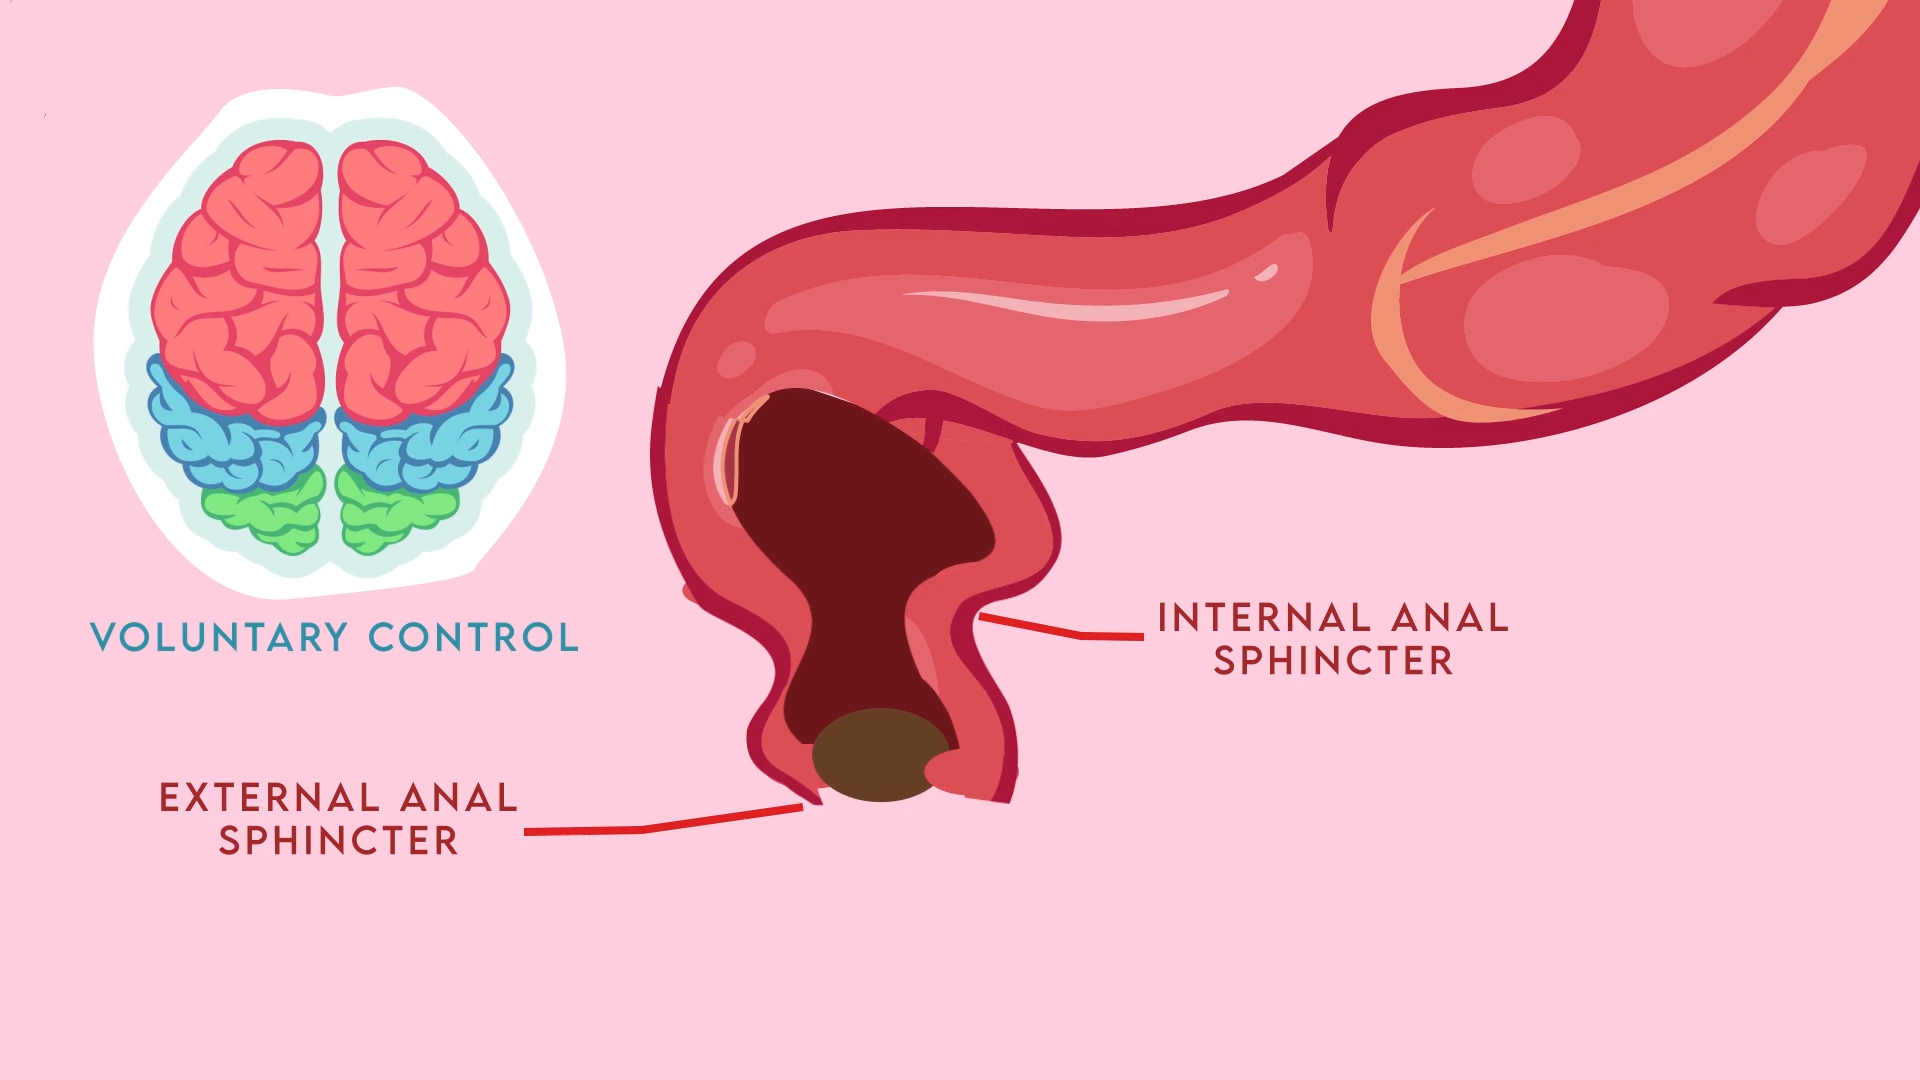 VOLUNTARY CONTROL
INTERNAL ANAL
SPHINCTER
EXTERNAL ANAL
SPHINCTER